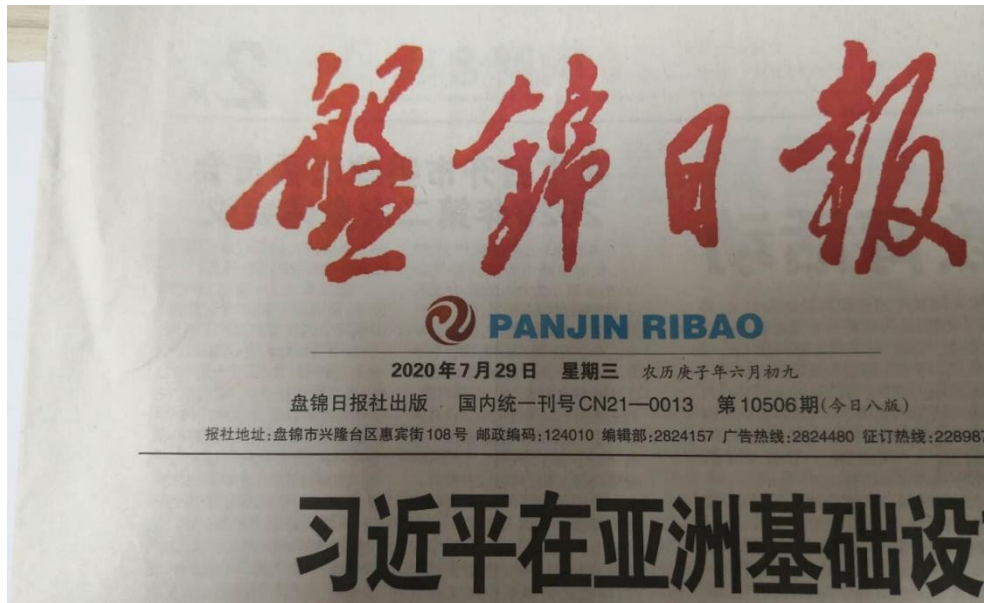 盤錦日報
PANJIN RIBAO
2020年7月29日 星期三 农历庚子年六月初九
盘锦日报社出版 国内统一刊号CN21—0013 第10506期(今日八版)
报社地址:盘锦市兴隆台区惠宾街108号 邮政编码:124010 编辑部:2824157 广告热线:2824480 征订热线:228987
习近平在亚洲基础设